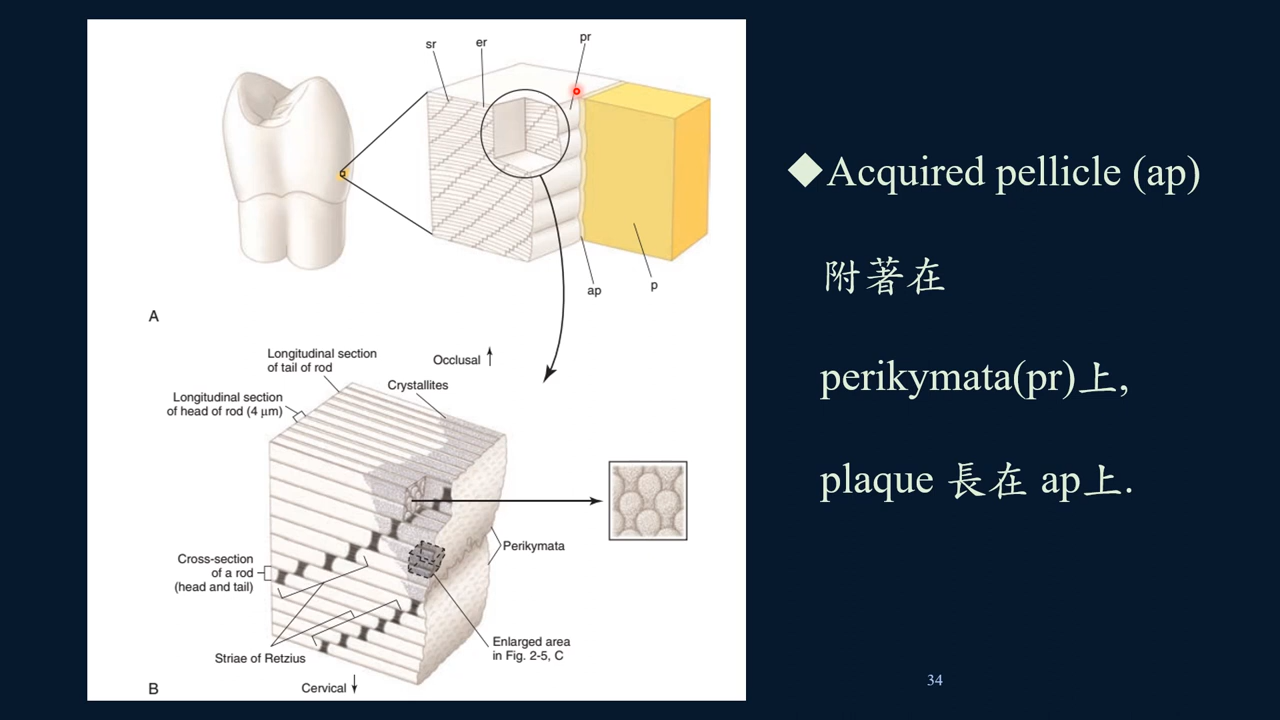 sr
er
pr
ap
p
A
Longitudinal section
of tail of rod
Occlusal ↑
Crystallites
Longitudinal section
of head of rod (4 μm)
Perikymata
Cross-section
of a rod
(head and tail)
Enlarged area
in Fig. 2-5, C
Striae of Retzius
Cervical ↓
B
◆Acquired pellicle (ap)
附著在
perikymata(pr)上,
plaque 長在 ap上.
34